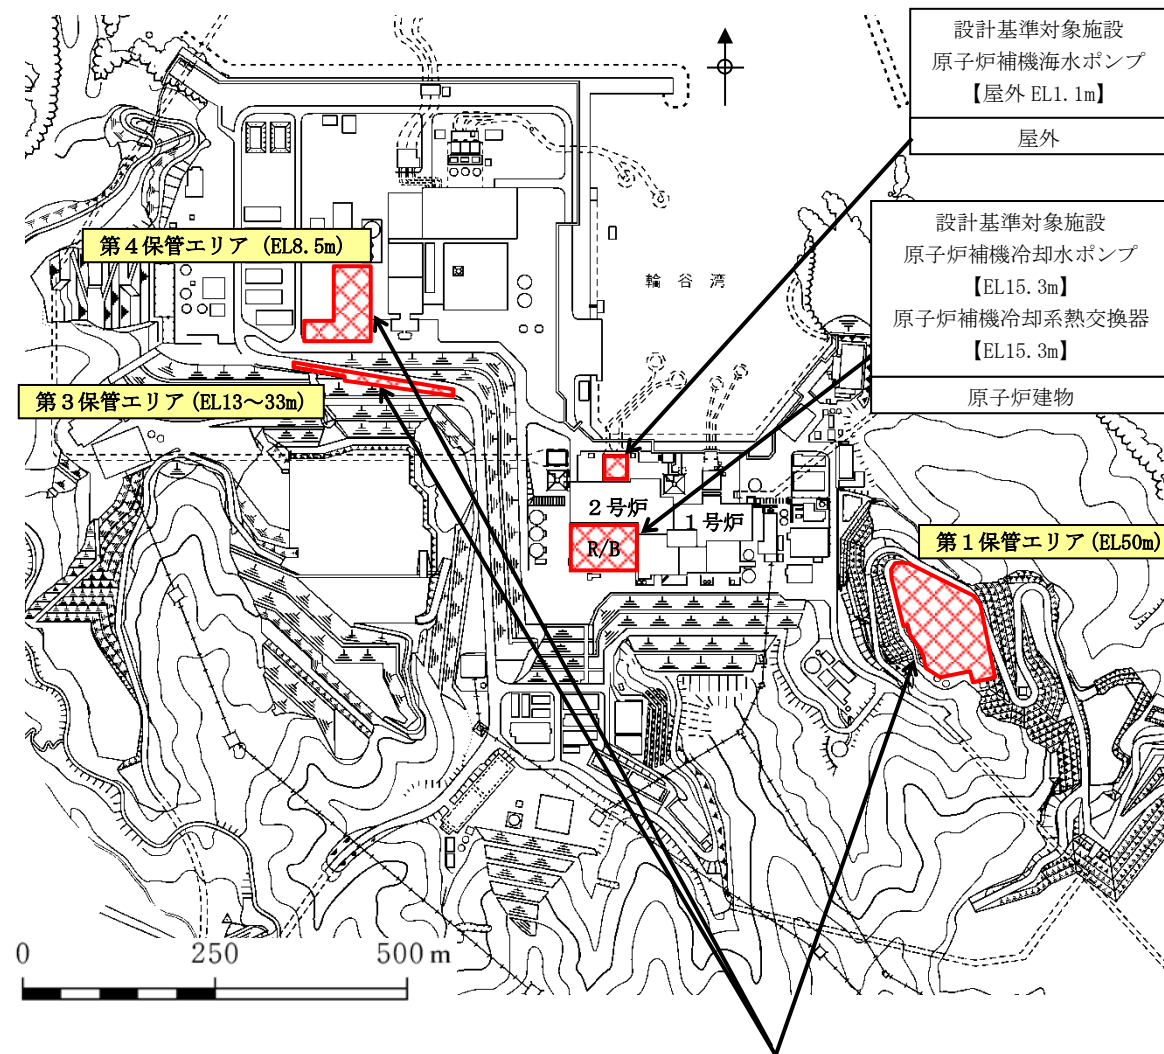 設計基準対象施設
原子炉補機海水ポンプ
【屋外 EL1.1m】
屋外
設計基準対象施設
原子炉補機冷却水ポンプ
【EL15.3m】
原子炉補機冷却系熱交換器
【EL15.3m】
原子炉建物
第４保管エリア (EL8.5m)
輪谷湾
第３保管エリア(EL13～33m)
２号炉
１号炉
R/B
第１保管エリア(EL50m)
0 250 500 m